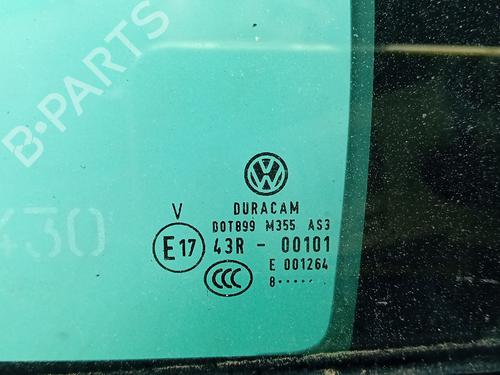 B-PARTS
430
DURACAM
V
DOT899 M355 AS3
E17 43R - 00101
CCC E 001264
8••••••